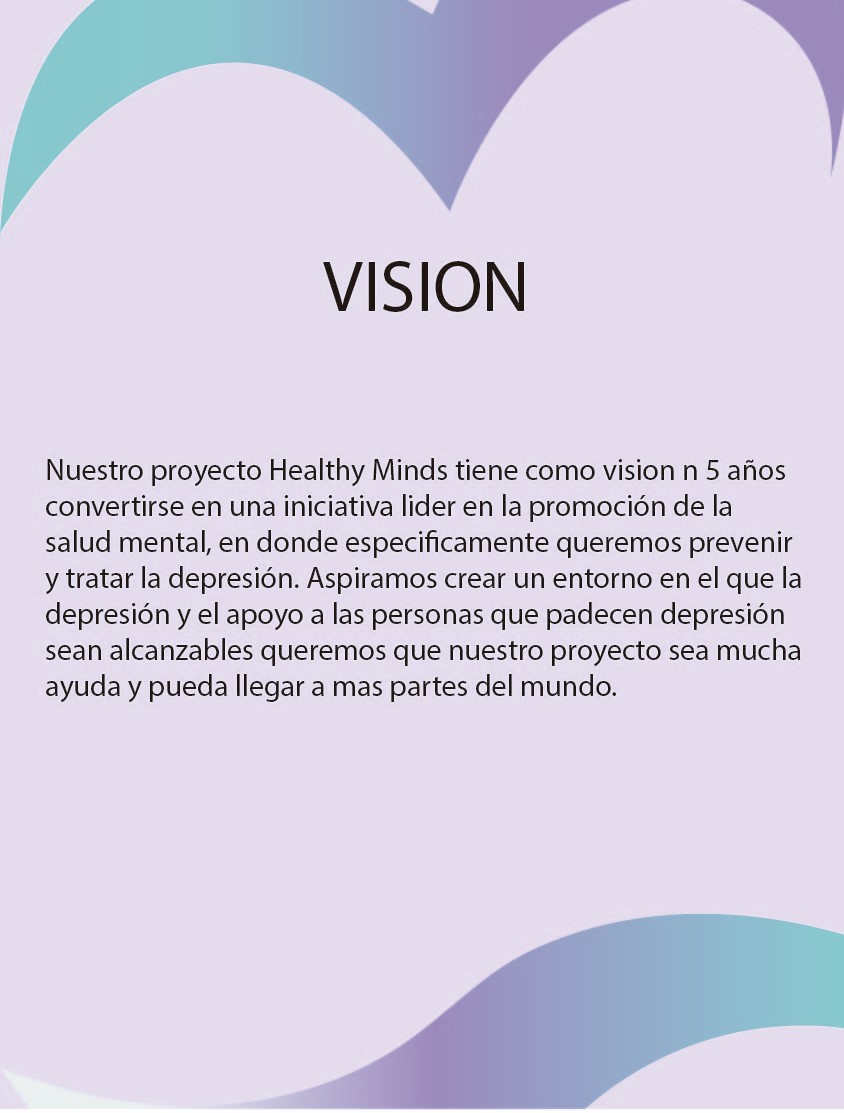 VISION
Nuestro proyecto Healthy Minds tiene como vision n 5 años
convertirse en una iniciativa lider en la promoción de la
salud mental, en donde especificamente queremos prevenir
y tratar la depresión. Aspiramos crear un entorno en el que la
depresión y el apoyo a las personas que padecen depresión
sean alcanzables queremos que nuestro proyecto sea mucha
ayuda y pueda llegar a mas partes del mundo.